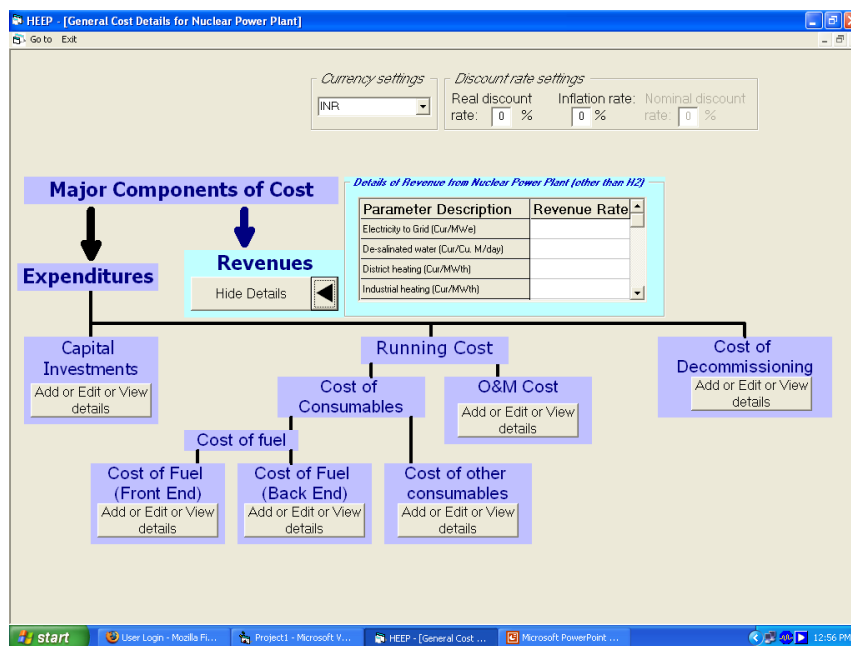 HEEP - [General Cost Details for Nuclear Power Plant]
Go to Exit
Currency settings
INR
Discount rate settings
Real discount
rate: 0 %
Inflation rate:
0 %
Nominal discount
rate: 0 %
Major Components of Cost
Details of Revenue from Nuclear Power Plant (other than H2)
Parameter Description Revenue Rate
Electricity to Grid (Cur/MWe)
De-salinated water (Cur/Cu. M/day)
District heating (Cur/MWth)
Industrial heating (Cur/MWth)
Revenues
Hide Details
Expenditures
Capital
Investments
Add or Edit or View
details
Running Cost
Cost of
Decommissioning
Add or Edit or View
details
Cost of
Consumables
O&M Cost
Add or Edit or View
details
Cost of fuel
Cost of Fuel
(Front End)
Add or Edit or View
details
Cost of Fuel
(Back End)
Add or Edit or View
details
Cost of other
consumables
Add or Edit or View
details
start
User Login - Mozilla Fi...
Project1 - Microsoft V...
HEEP - [General Cost ...
Microsoft PowerPoint ...
12:56 PM